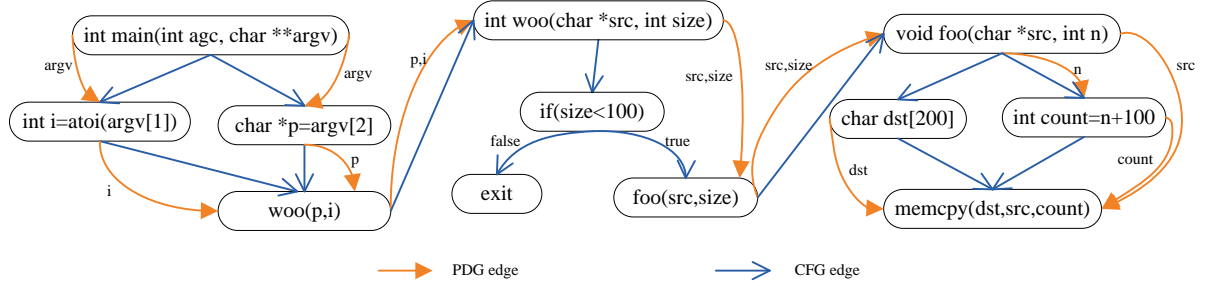 int main(int agc, char **argv)
argv
argv
int i=atoi(argv[1])
char *p=argv[2]
i
p
woo(p,i)
p,i
int woo(char *src, int size)
src,size
if(size<100)
false
true
exit
foo(src,size)
src,size
void foo(char *src, int n)
n
src
char dst[200]
int count=n+100
dst
count
memcpy(dst,src,count)
PDG edge
CFG edge